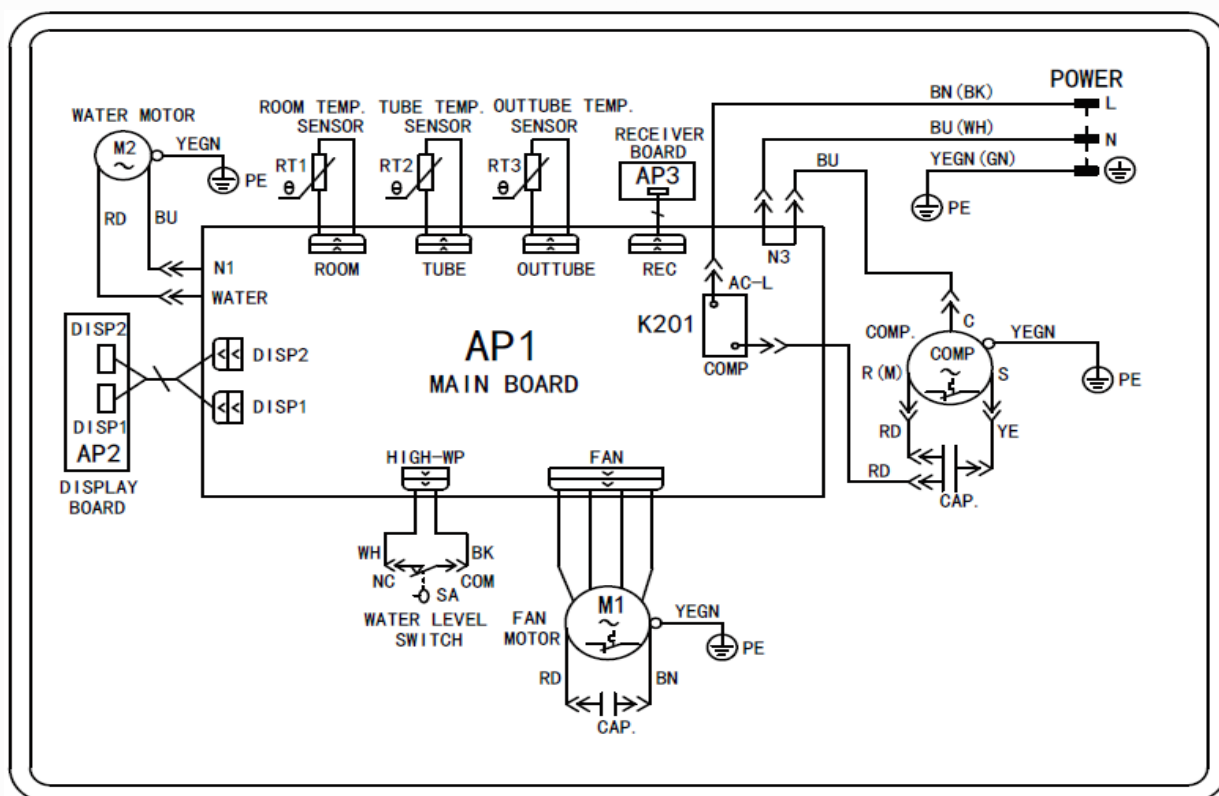 POWER
BN(BK)
L
BU(WH)
N
BU
YEGN(GN)
PE
WATER MOTOR
M2
YEGN
PE
RD
BU
ROOM TEMP.
SENSOR
RT1
θ
TUBE TEMP.
SENSOR
RT2
θ
OUTTUBE TEMP.
SENSOR
RT3
θ
RECEIVER
BOARD
AP3
N1
WATER
ROOM
TUBE
OUTTUBE
REC
N3
AC-L
K201
COMP
DISP2
DISP1
AP2
DISPLAY
BOARD
DISP2
DISP1
AP1
MAIN BOARD
COMP.
C
COMP
YEGN
PE
R(M)
S
RD
YE
RD
CAP.
HIGH-WP
FAN
WH
BK
NC
COM
SA
WATER LEVEL
SWITCH
FAN
MOTOR
M1
YEGN
PE
RD
BN
CAP.